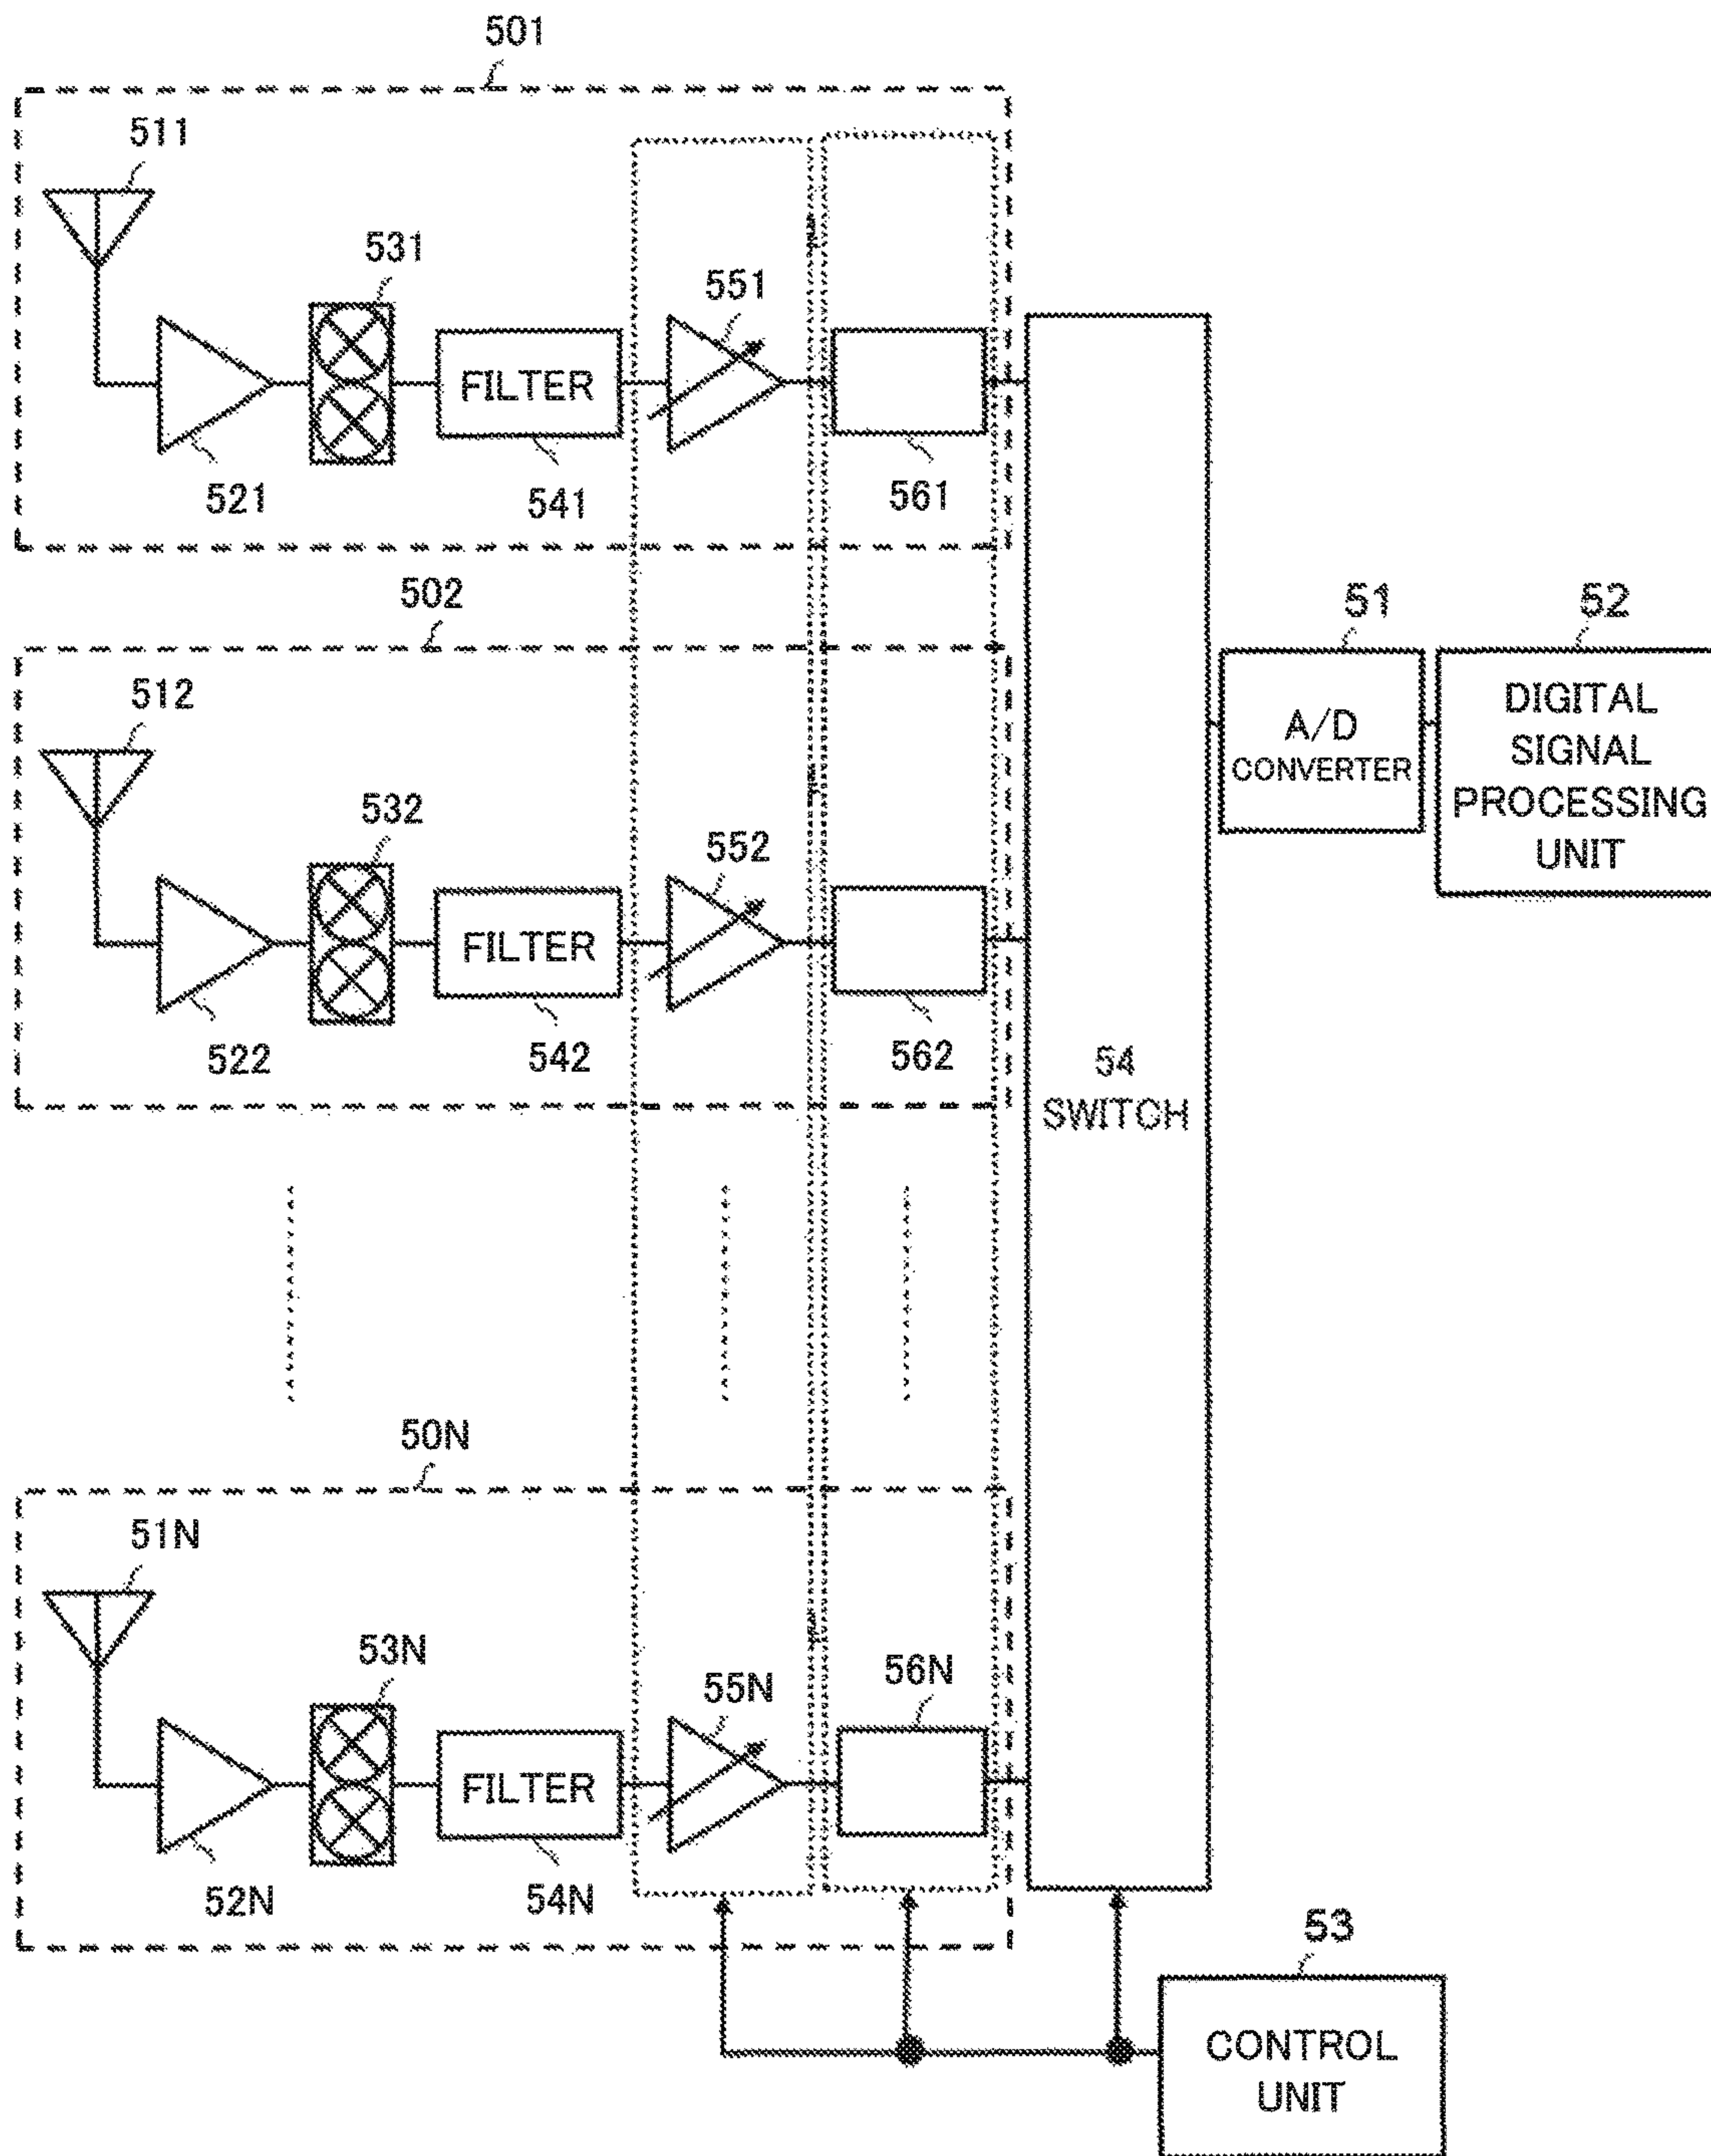 501
511
531
551
FILTER
521
541
561
502
51
52
512
A/D
CONVERTER
DIGITAL
SIGNAL
PROCESSING
UNIT
532
552
FILTER
522
542
562
54
SWITCH
50N
51N
53N
55N
56N
FILTER
52N
54N
53
CONTROL
UNIT